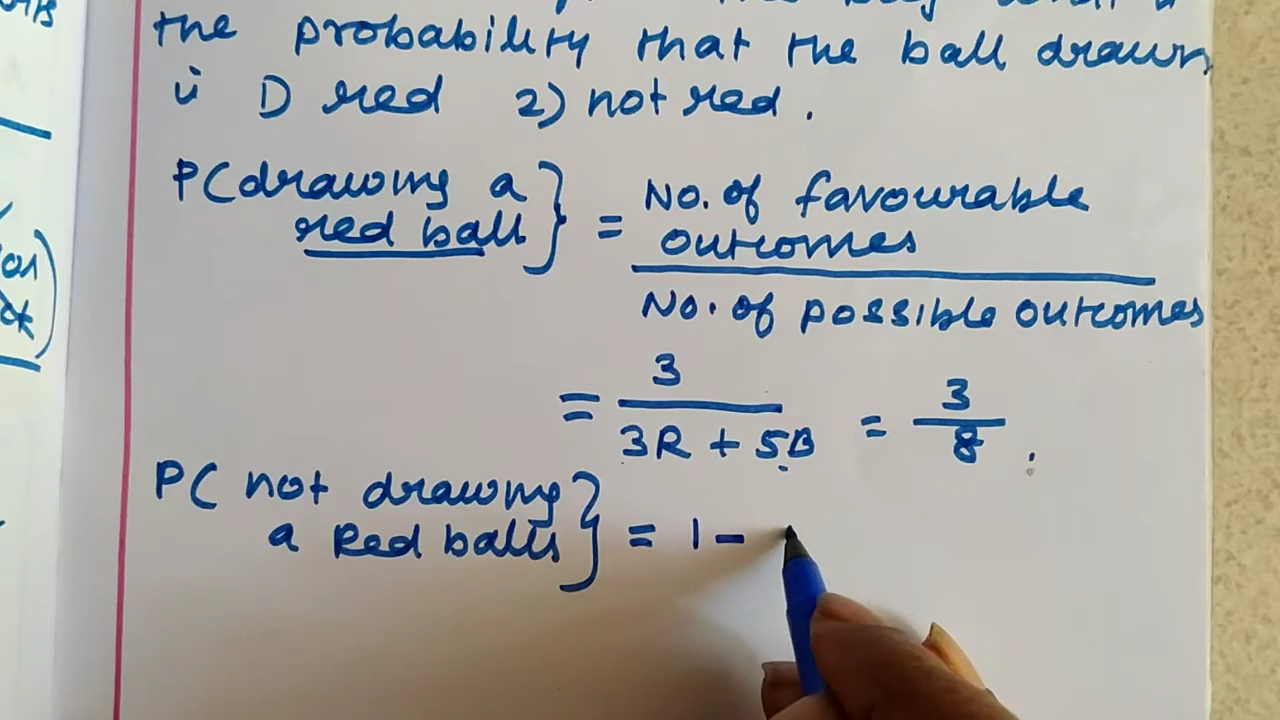 the probability that the ball drawn
is 1) red 2) not red.
P(drawing a
red ball } = No. of favourable
outcomes
No. of possible outcomes
= 3 / 3R + 5B = 3 / 8.
P( not drawing
a Red balls } = 1 -